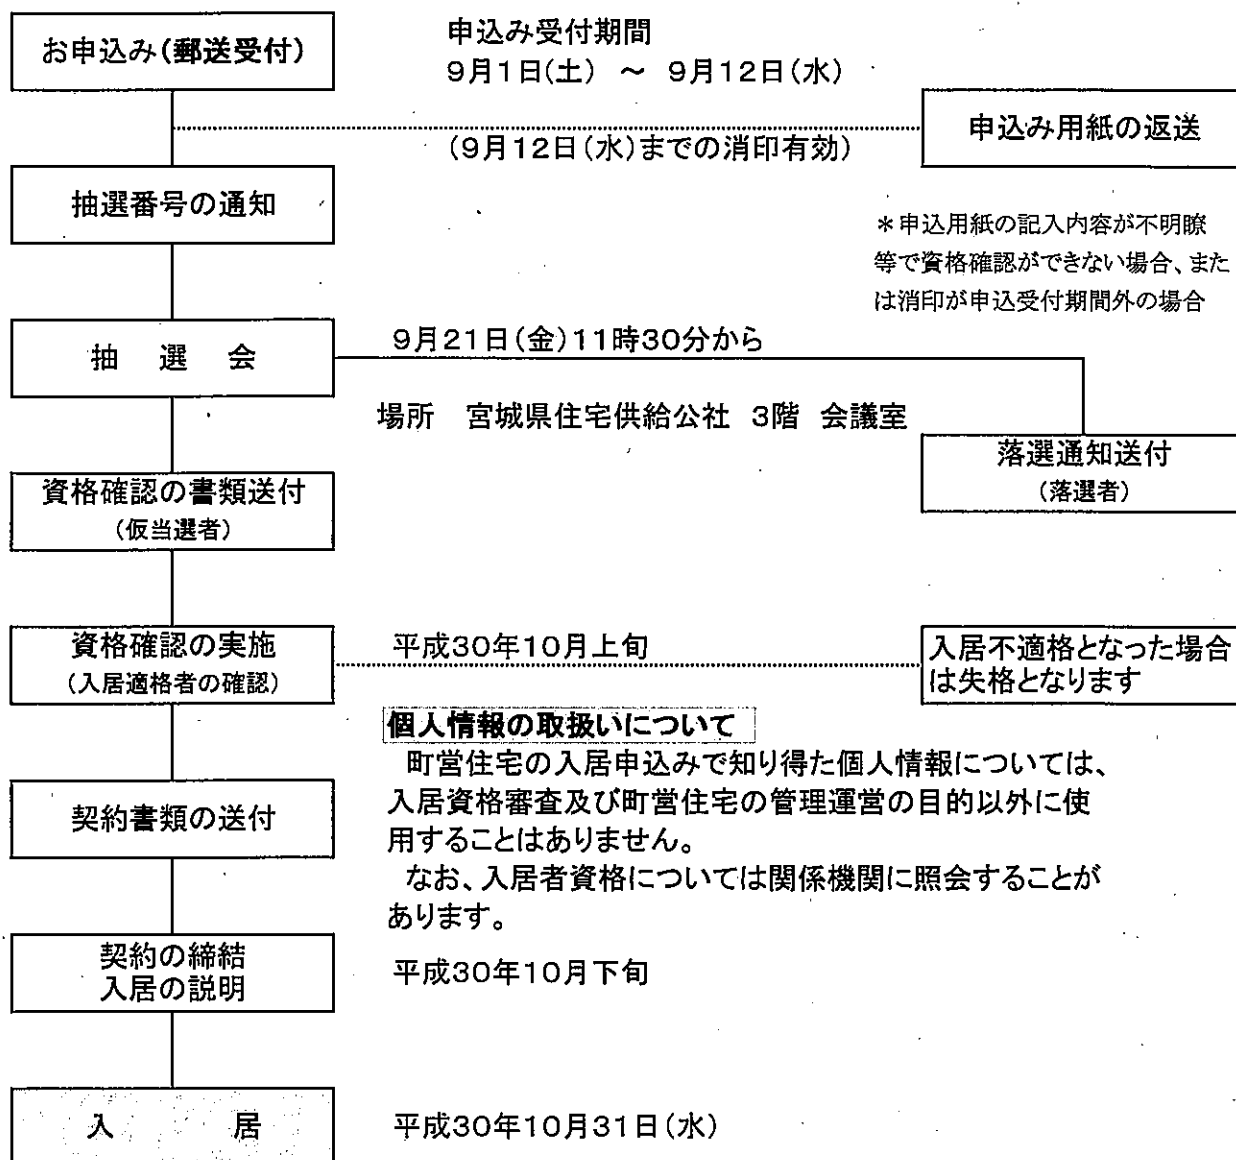 お申込み(郵送受付)
申込み受付期間
9月1日(土) ~ 9月12日(水)
申込み用紙の返送
(9月12日(水)までの消印有効)
抽選番号の通知
*申込用紙の記入内容が不明瞭
等で資格確認ができない場合、また
は消印が申込受付期間外の場合
抽 選 会
9月21日(金)11時30分から
場所 宮城県住宅供給公社 3階 会議室
落選通知送付
(落選者)
資格確認の書類送付
(仮当選者)
資格確認の実施
(入居適格者の確認)
平成30年10月上旬
入居不適格となった場合
は失格となります
個人情報の取扱いについて
町営住宅の入居申込みで知り得た個人情報については、
入居資格審査及び町営住宅の管理運営の目的以外に使
用することはありません。
なお、入居者資格については関係機関に照会することが
あります。
契約書類の送付
契約の締結
入居の説明
平成30年10月下旬
入 居
平成30年10月31日(水)